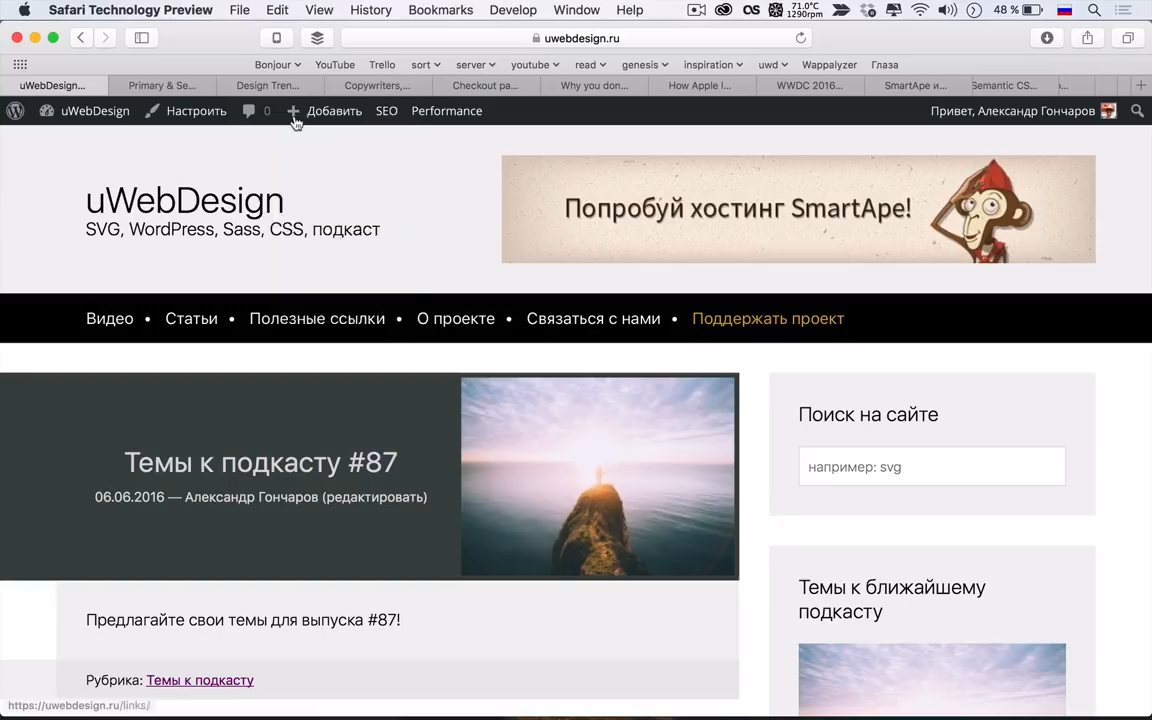 Safari Technology Preview File Edit View History Bookmarks Develop Window Help 71.0°C 1290rpm 48 %
uwebdesign.ru
Bonjour YouTube Trello sort server youtube read genesis inspiration uwd Wappalyzer Глаза
uWebDesign... Primary & Se... Design Tren... Copywriters,... Checkout pa... Why you don... How Apple l... WWDC 2016... SmartApe и... Semantic CS...
uWebDesign Настроить 0 Добавить SEO Performance Привет, Александр Гончаров
uWebDesign
SVG, WordPress, Sass, CSS, подкаст
Попробуй хостинг SmartApe!
Видео • Статьи • Полезные ссылки • О проекте • Связаться с нами • Поддержать проект
Темы к подкасту #87
06.06.2016 — Александр Гончаров (редактировать)
Предлагайте свои темы для выпуска #87!
Рубрика: Темы к подкасту
Поиск на сайте
например: svg
Темы к ближайшему
подкасту
https://uwebdesign.ru/links/